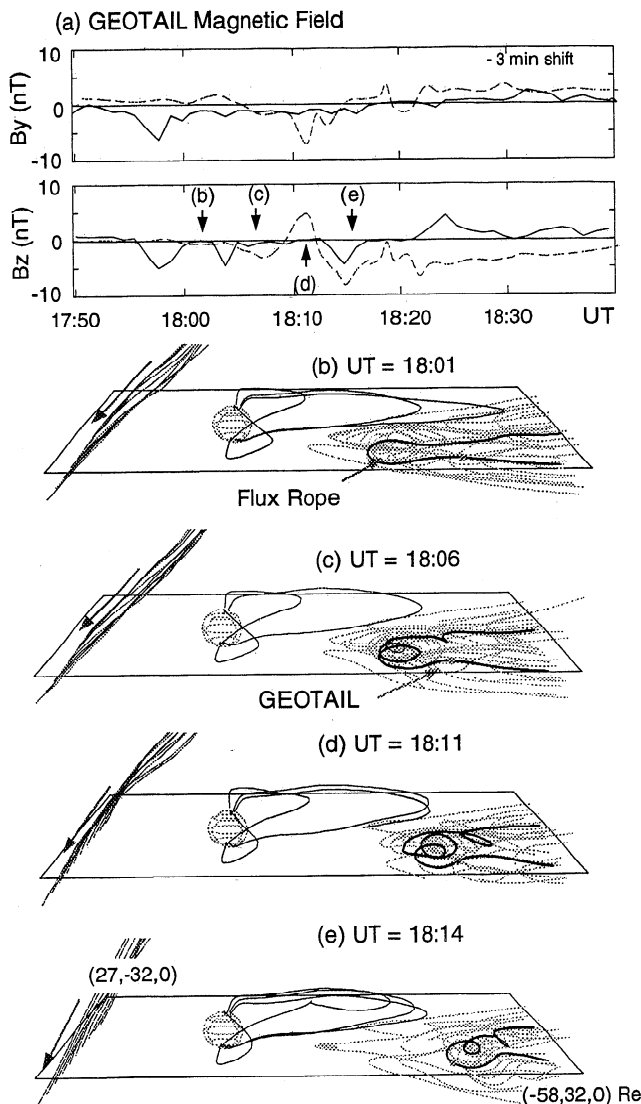 (a) GEOTAIL Magnetic Field
- 3 min shift
By (nT)
10
0
-10
Bz (nT)
10
0
-10
(b)
(c)
(e)
(d)
17:50
18:00
18:10
18:20
18:30
UT
(b) UT = 18:01
Flux Rope
(c) UT = 18:06
GEOTAIL
(d) UT = 18:11
(e) UT = 18:14
(27,-32,0)
(-58,32,0) Re